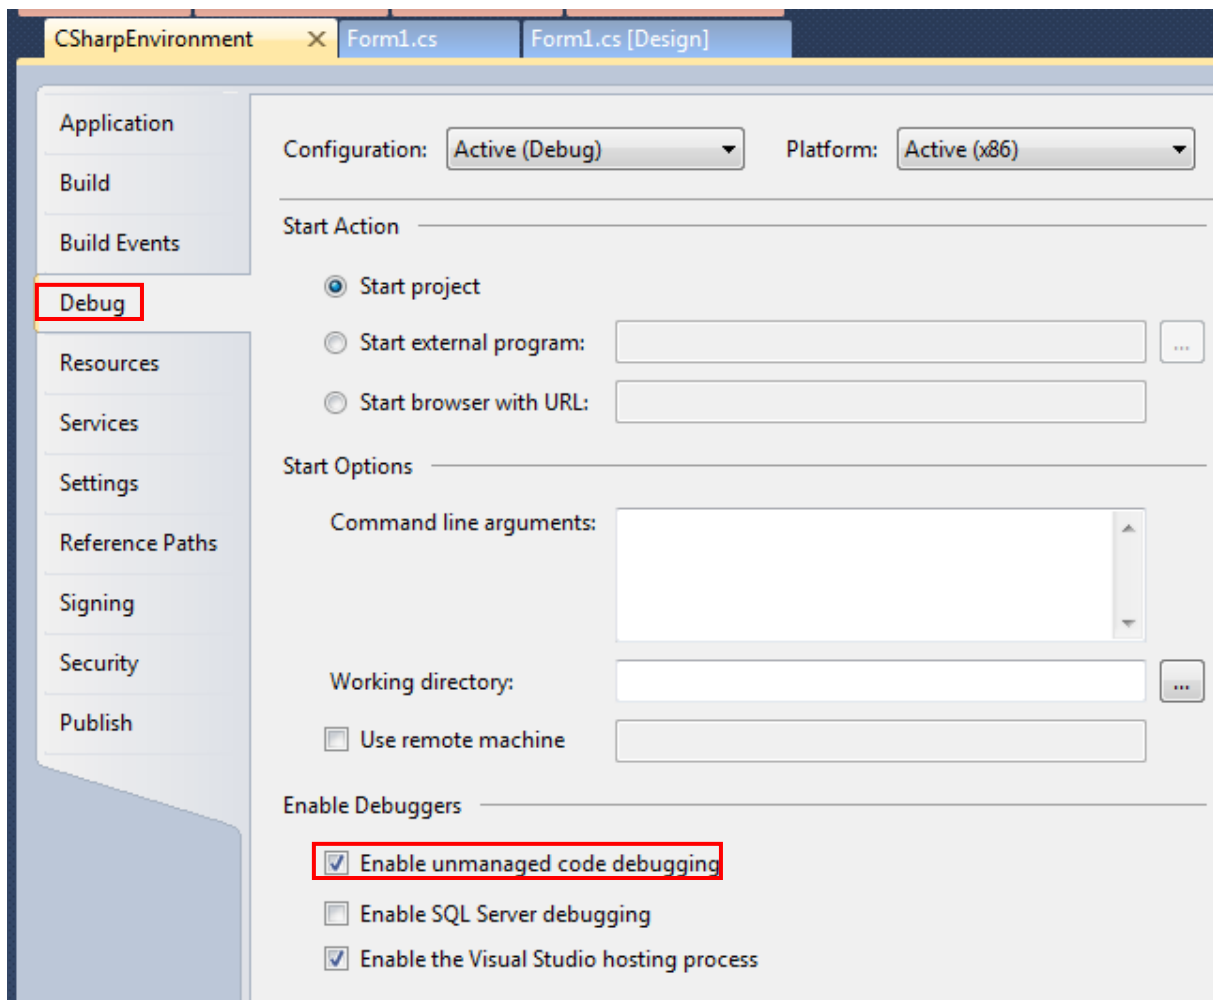 CSharpEnvironment Form1.cs Form1.cs [Design]
Application
Build
Build Events
Debug
Resources
Services
Settings
Reference Paths
Signing
Security
Publish
Configuration: Active (Debug) Platform: Active (x86)
Start Action
Start project
Start external program: ...
Start browser with URL:
Start Options
Command line arguments:
Working directory: ...
Use remote machine
Enable Debuggers
Enable unmanaged code debugging
Enable SQL Server debugging
Enable the Visual Studio hosting process